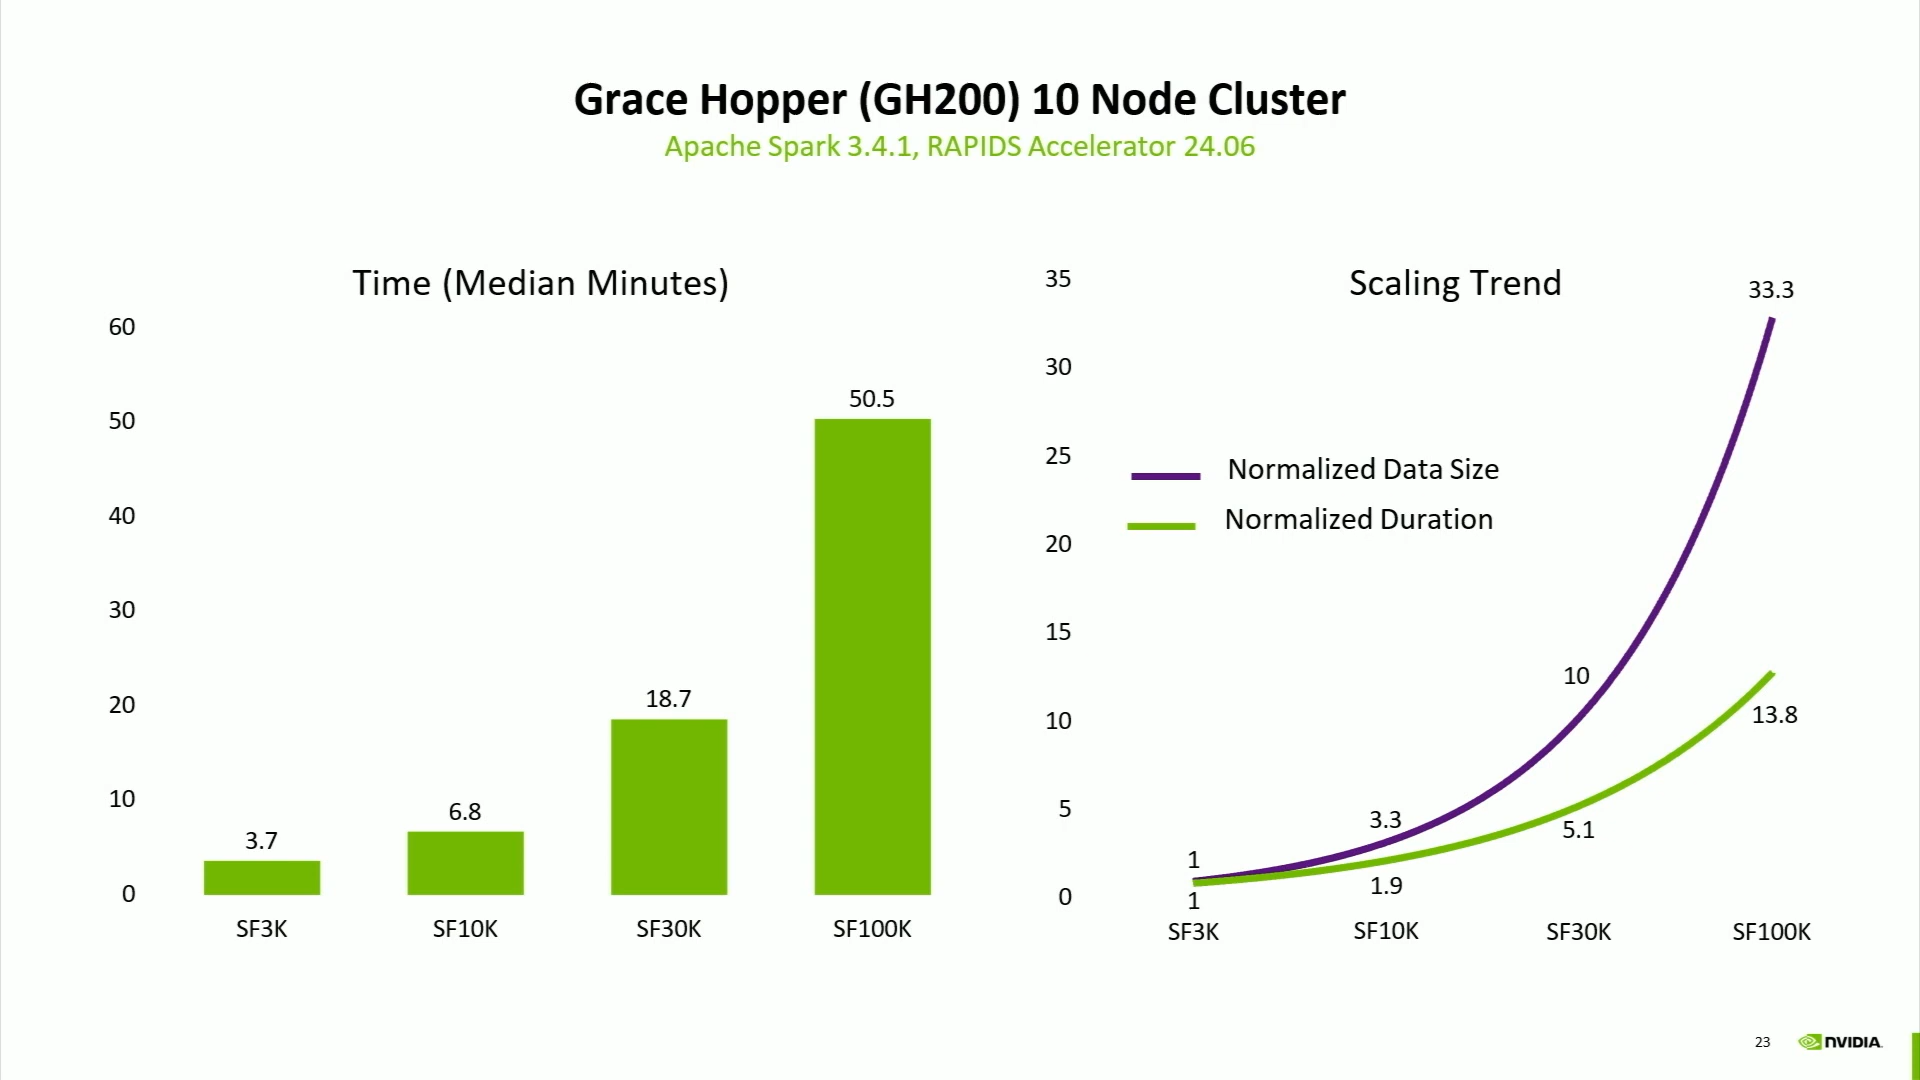 Grace Hopper (GH200) 10 Node Cluster
Apache Spark 3.4.1, RAPIDS Accelerator 24.06
Time (Median Minutes)
60
50
40
30
20
10
0
3.7
6.8
18.7
50.5
SF3K
SF10K
SF30K
SF100K
Scaling Trend
35
30
25
20
15
10
5
0
Normalized Data Size
Normalized Duration
1
3.3
10
33.3
1
1.9
5.1
13.8
SF3K
SF10K
SF30K
SF100K
23
NVIDIA